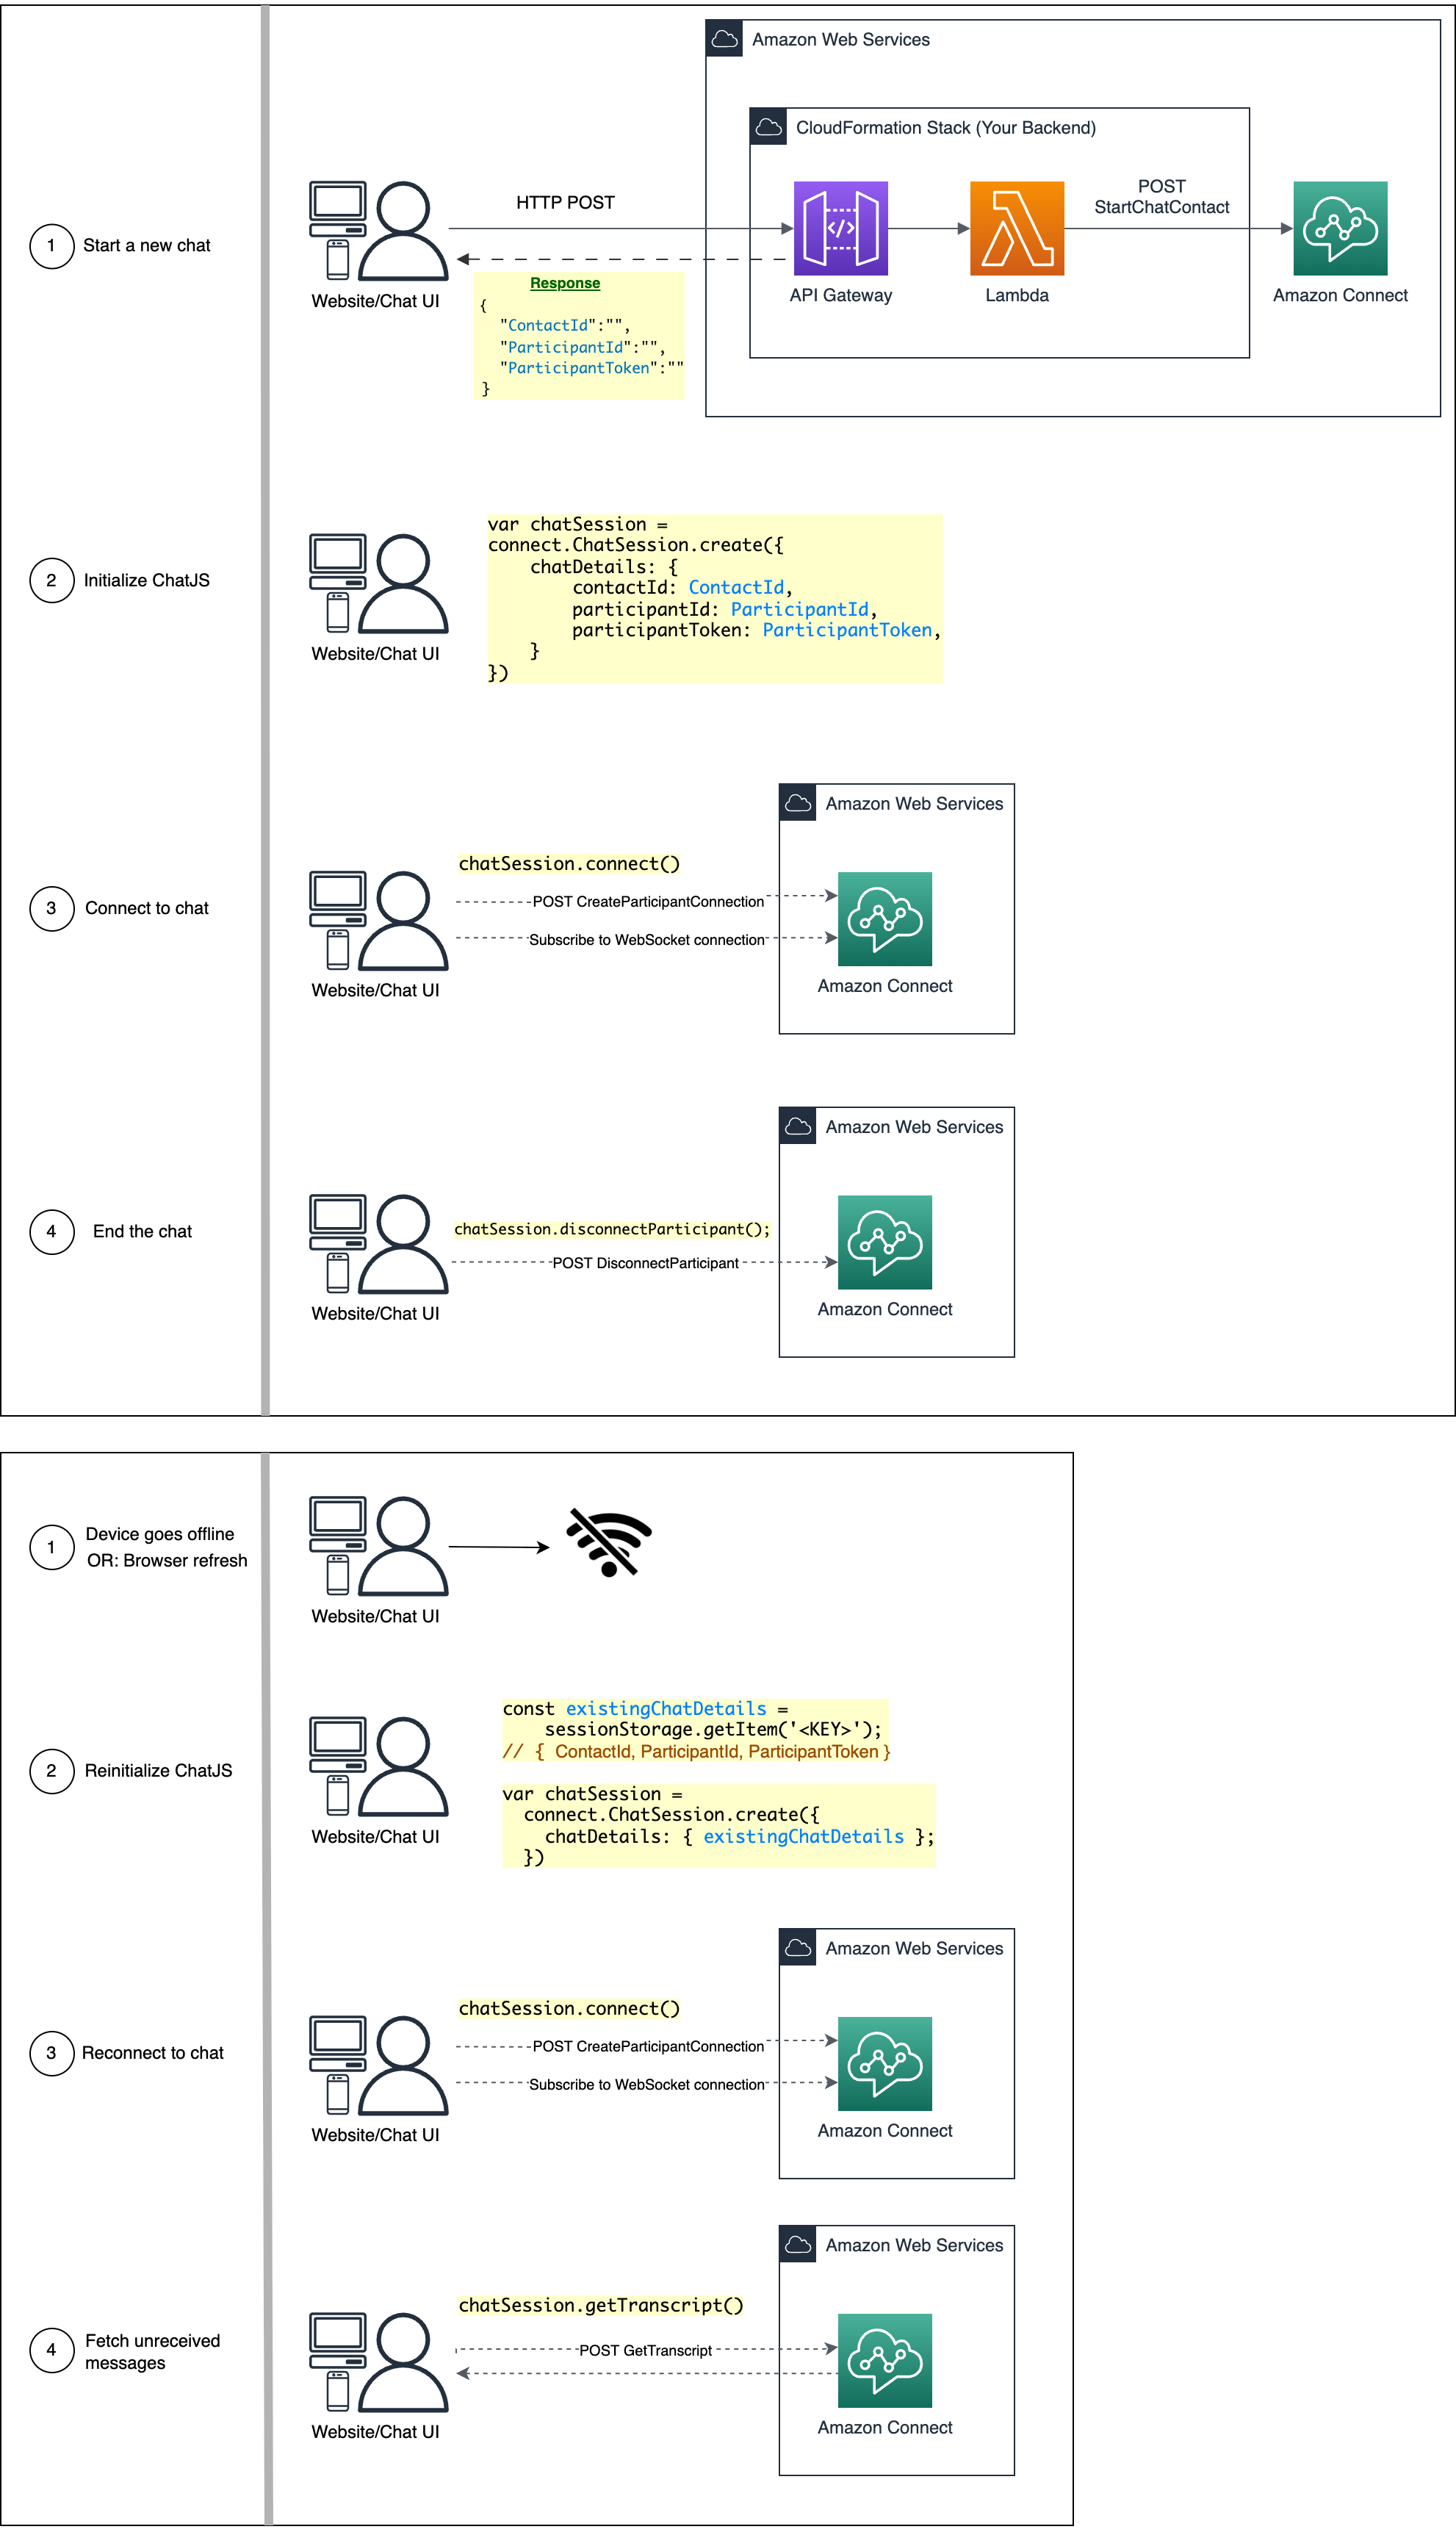 Amazon Web Services
CloudFormation Stack (Your Backend)
1
Start a new chat
Website/Chat UI
HTTP POST
Response
{
"ContactId":"",
"ParticipantId":"",
"ParticipantToken":""
}
API Gateway
Lambda
POST
StartChatContact
Amazon Connect
2
Initialize ChatJS
Website/Chat UI
var chatSession =
connect.ChatSession.create({
chatDetails: {
contactId: ContactId,
participantId: ParticipantId,
participantToken: ParticipantToken,
}
})
3
Connect to chat
Website/Chat UI
chatSession.connect()
POST CreateParticipantConnection
Subscribe to WebSocket connection
Amazon Web Services
Amazon Connect
4
End the chat
Website/Chat UI
chatSession.disconnectParticipant();
POST DisconnectParticipant
Amazon Web Services
Amazon Connect
1
Device goes offline
OR: Browser refresh
Website/Chat UI
2
Reinitialize ChatJS
Website/Chat UI
const existingChatDetails =
sessionStorage.getItem('<KEY>');
// { ContactId, ParticipantId, ParticipantToken }
var chatSession =
connect.ChatSession.create({
chatDetails: { existingChatDetails };
})
3
Reconnect to chat
Website/Chat UI
chatSession.connect()
POST CreateParticipantConnection
Subscribe to WebSocket connection
Amazon Web Services
Amazon Connect
4
Fetch unreceived
messages
Website/Chat UI
chatSession.getTranscript()
POST GetTranscript
Amazon Web Services
Amazon Connect